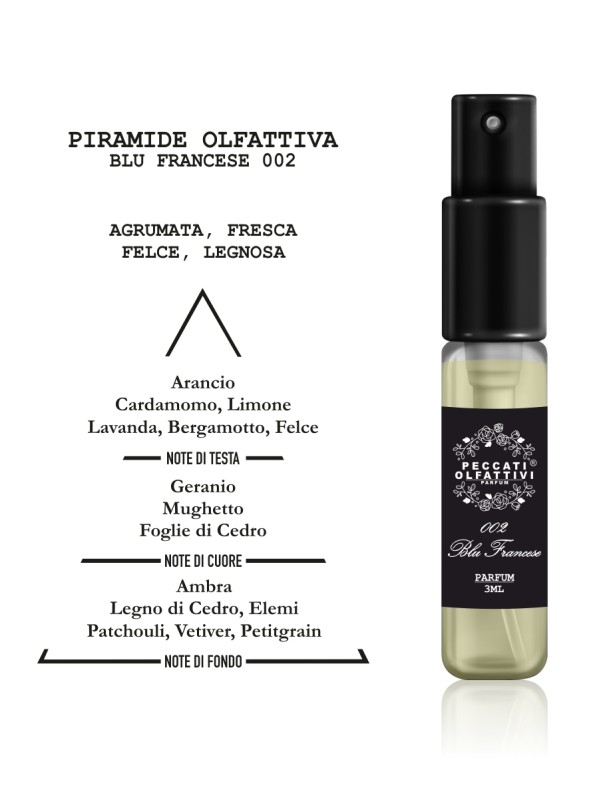 PIRAMIDE OLFATTIVA
BLU FRANCESE 002
AGRUMATA, FRESCA
FELCE, LEGNOSA
Arancio
Cardamomo, Limone
Lavanda, Bergamotto, Felce
NOTE DI TESTA
Geranio
Mughetto
Foglie di Cedro
NOTE DI CUORE
Ambra
Legno di Cedro, Elemi
Patchouli, Vetiver, Petitgrain
NOTE DI FONDO
PECCATI®
OLFATTIVI
PARFUM
002
Blu Francese
PARFUM
3ML